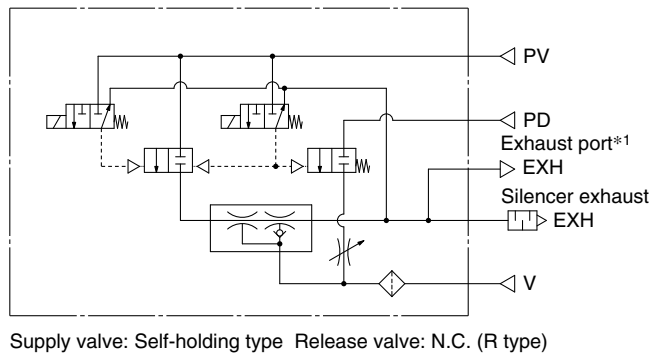 PV
PD
Exhaust port*1
EXH
Silencer exhaust
EXH
V
Supply valve: Self-holding type Release valve: N.C. (R type)